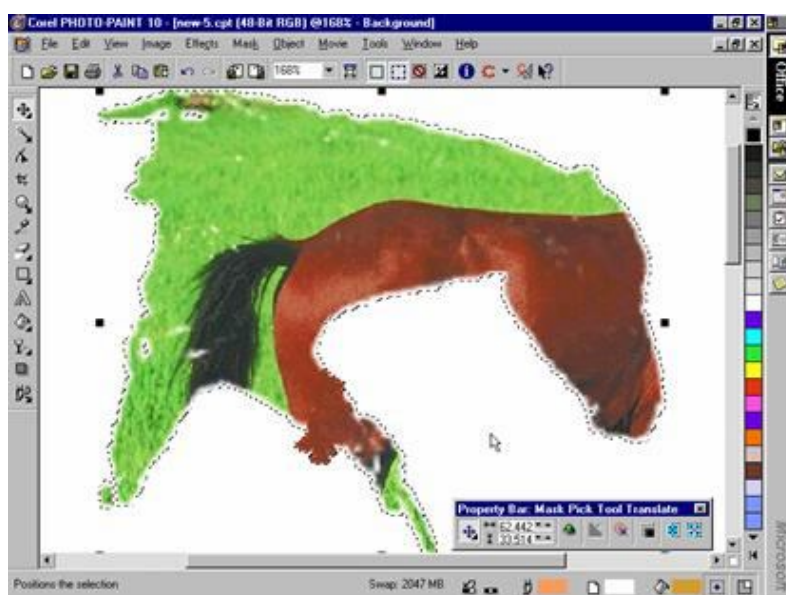 Corel PHOTO-PAINT 10 - [new-5.cpt (48-Bit RGB) @168% - Background]
File Edit View Image Effects Mask Object Movie Tools Window Help
168%
Office
Property Bar: Mask Pick Tool Translate
62.442
33.514
Microsoft
Positions the selection
Swap: 2047 MB